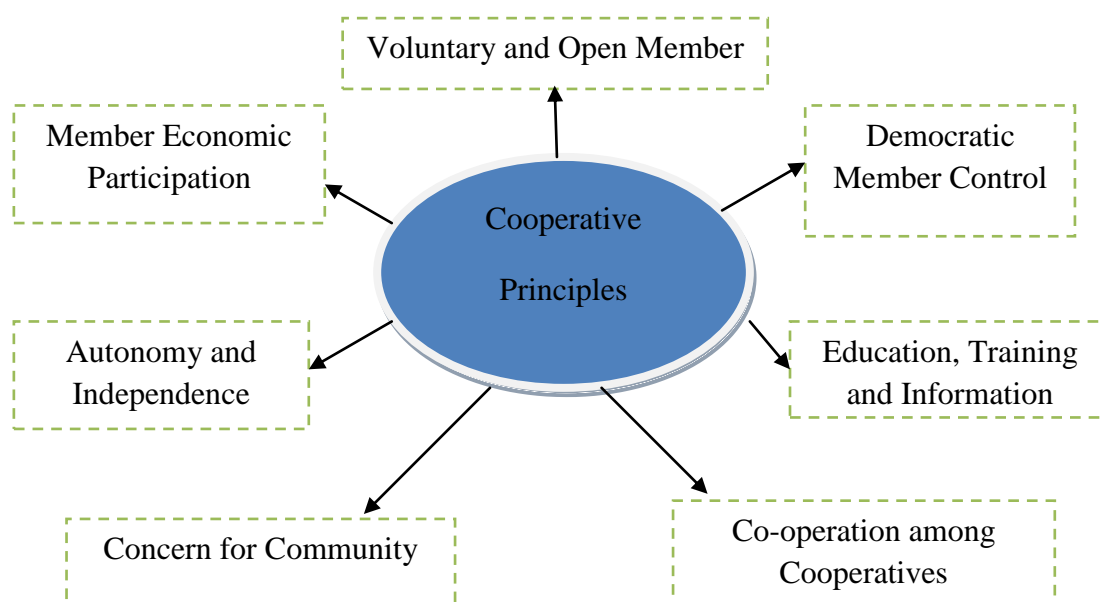 Voluntary and Open Member
Member Economic
Participation
Democratic
Member Control
Cooperative
Principles
Autonomy and
Independence
Education, Training
and Information
Concern for Community
Co-operation among
Cooperatives